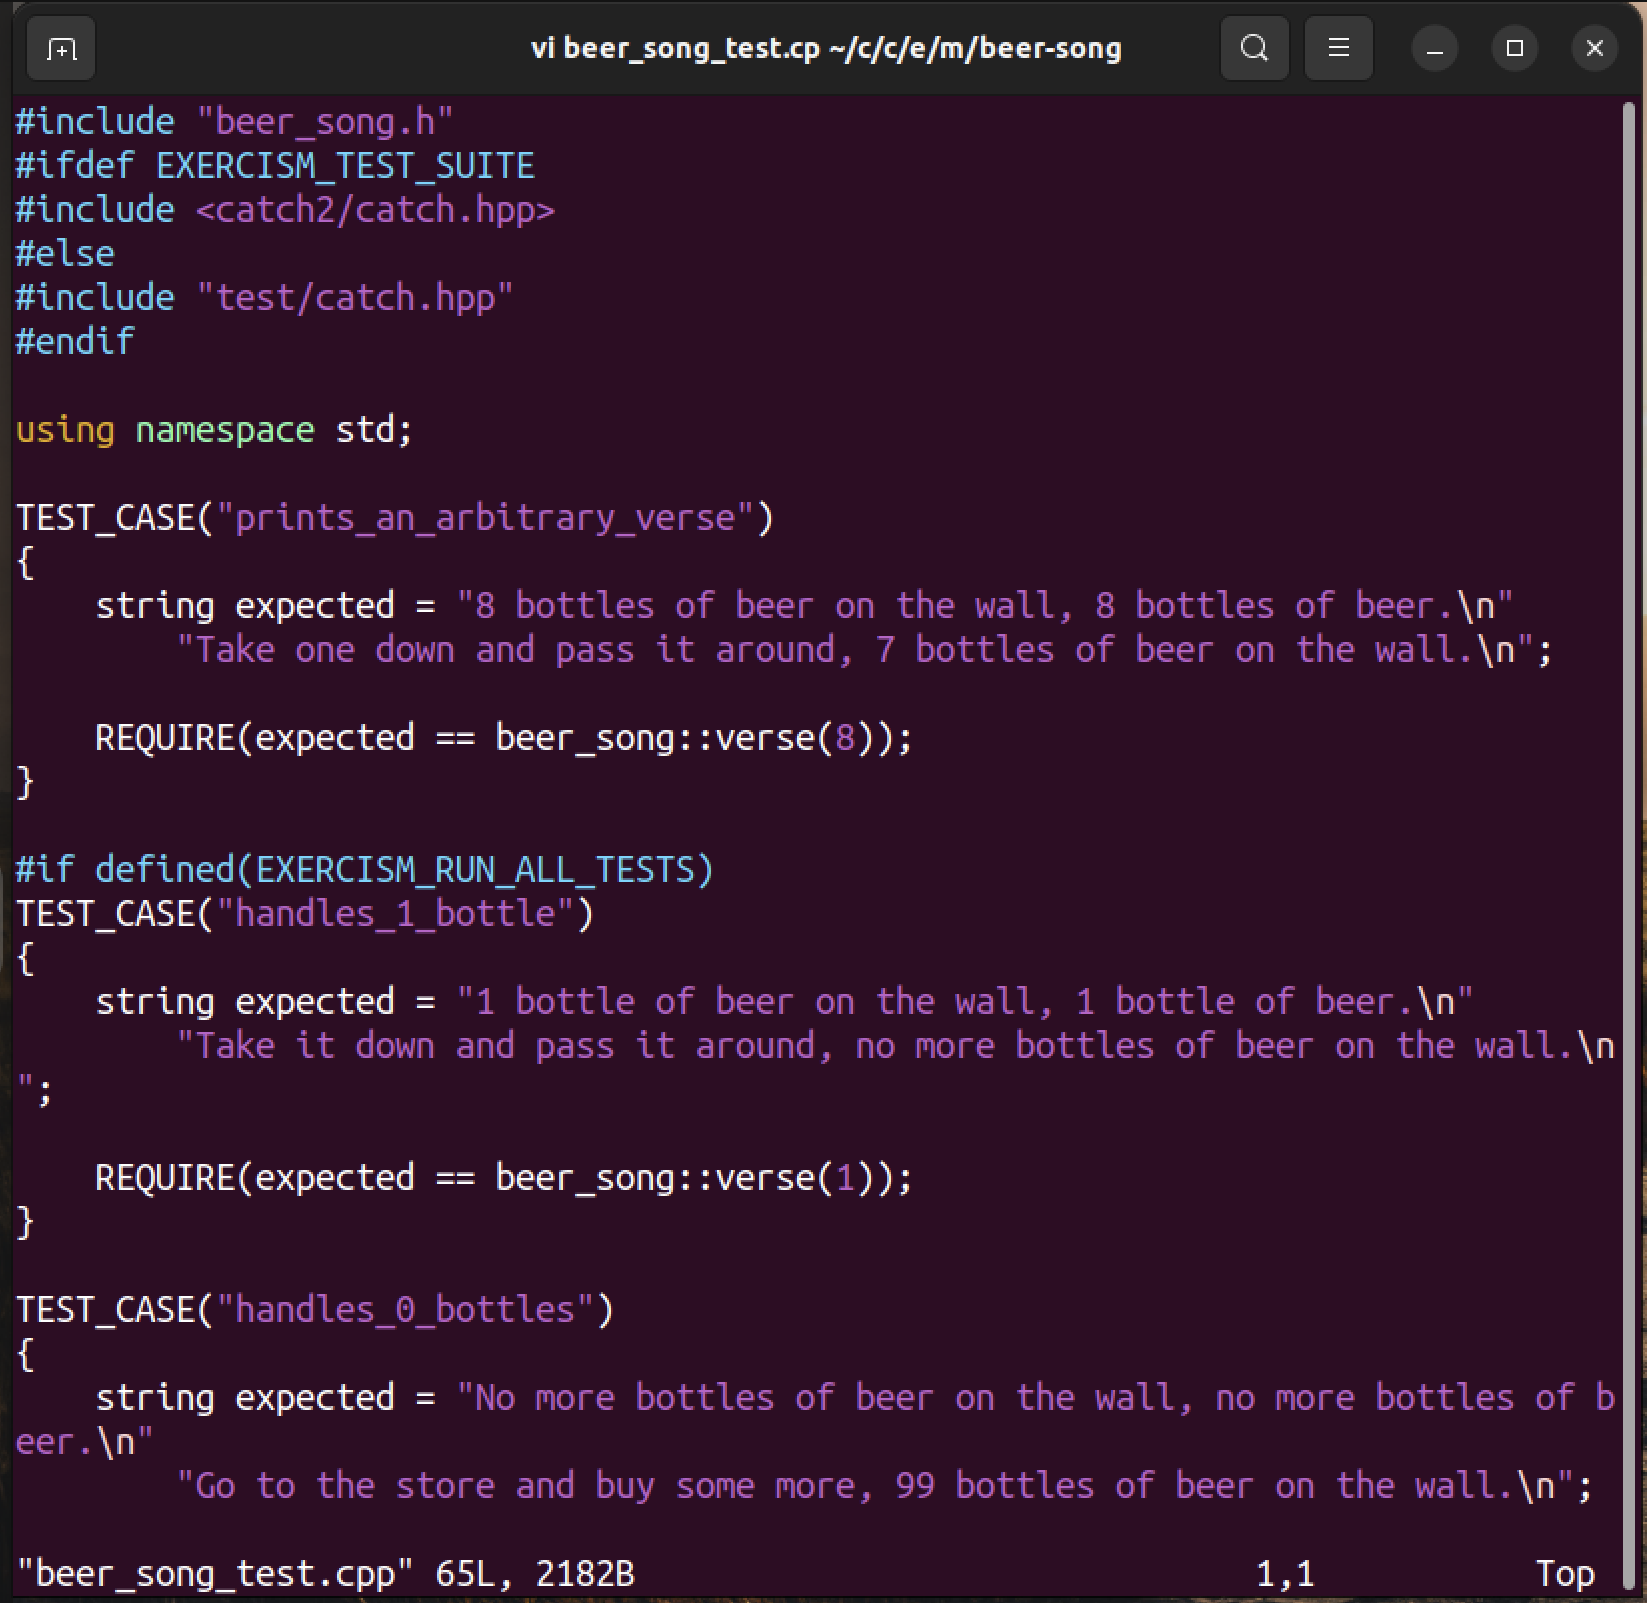 vi beer_song_test.cp ~/c/c/e/m/beer-song
#include "beer_song.h"
#ifdef EXERCISM_TEST_SUITE
#include <catch2/catch.hpp>
#else
#include "test/catch.hpp"
#endif
using namespace std;
TEST_CASE("prints_an_arbitrary_verse")
{
    string expected = "8 bottles of beer on the wall, 8 bottles of beer.\n"
        "Take one down and pass it around, 7 bottles of beer on the wall.\n";
    REQUIRE(expected == beer_song::verse(8));
}
#if defined(EXERCISM_RUN_ALL_TESTS)
TEST_CASE("handles_1_bottle")
{
    string expected = "1 bottle of beer on the wall, 1 bottle of beer.\n"
        "Take it down and pass it around, no more bottles of beer on the wall.\n
";
    REQUIRE(expected == beer_song::verse(1));
}
TEST_CASE("handles_0_bottles")
{
    string expected = "No more bottles of beer on the wall, no more bottles of b
eer.\n"
        "Go to the store and buy some more, 99 bottles of beer on the wall.\n";
"beer_song_test.cpp" 65L, 2182B 1,1 Top